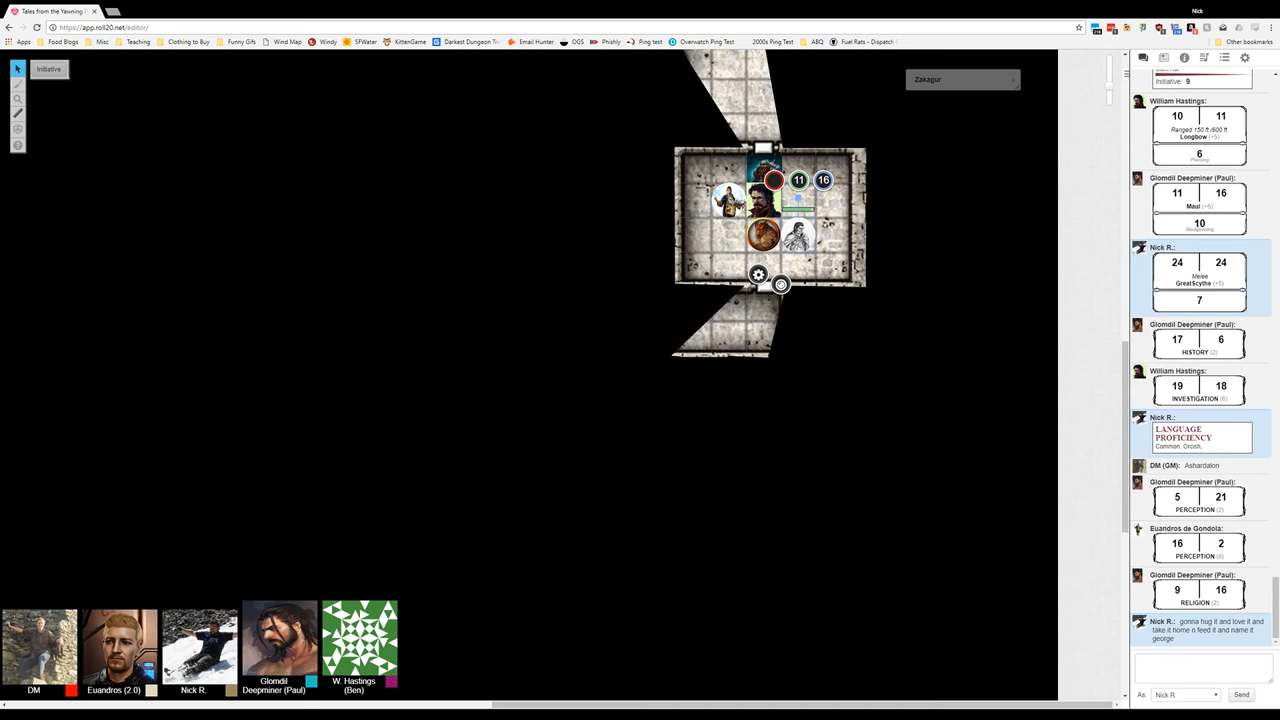 Tales from the Yawning
Nick
https://app.roll20.net/editor/
Apps Food Blogs Misc Teaching Clothing to Buy Funny Gifs Wind Map Windy SFWater KittenGame Darkest Dungeon Tr Email Hunter OGS Phishly Ping test Overwatch Ping Test 2000s Ping Test ABQ Fuel Rats - Dispatch Other bookmarks
Initiative
Zakagur
11 16
Initiative: 9
William Hastings:
10 11
Ranged 150 ft./600 ft.
Longbow (+5)
6
Piercing
Glomdil Deepminer (Paul):
11 16
Maul (+5)
10
Bludgeoning
Nick R.:
24 24
Melee
GreatScythe (+5)
7
Glomdil Deepminer (Paul):
17 6
HISTORY (2)
William Hastings:
19 18
INVESTIGATION (6)
Nick R.:
LANGUAGE
PROFICIENCY
Common, Orcish,
DM (GM): Ashardalon
Glomdil Deepminer (Paul):
5 21
PERCEPTION (2)
Euandros de Gondola:
16 2
PERCEPTION (0)
Glomdil Deepminer (Paul):
9 16
RELIGION (2)
Nick R.: gonna hug it and love it and
take it home n feed it and name it
george
As: Nick R. Send
DM
Euandros (2.0)
Nick R.
Glomdil
Deepminer (Paul)
W. Hastings
(Ben)